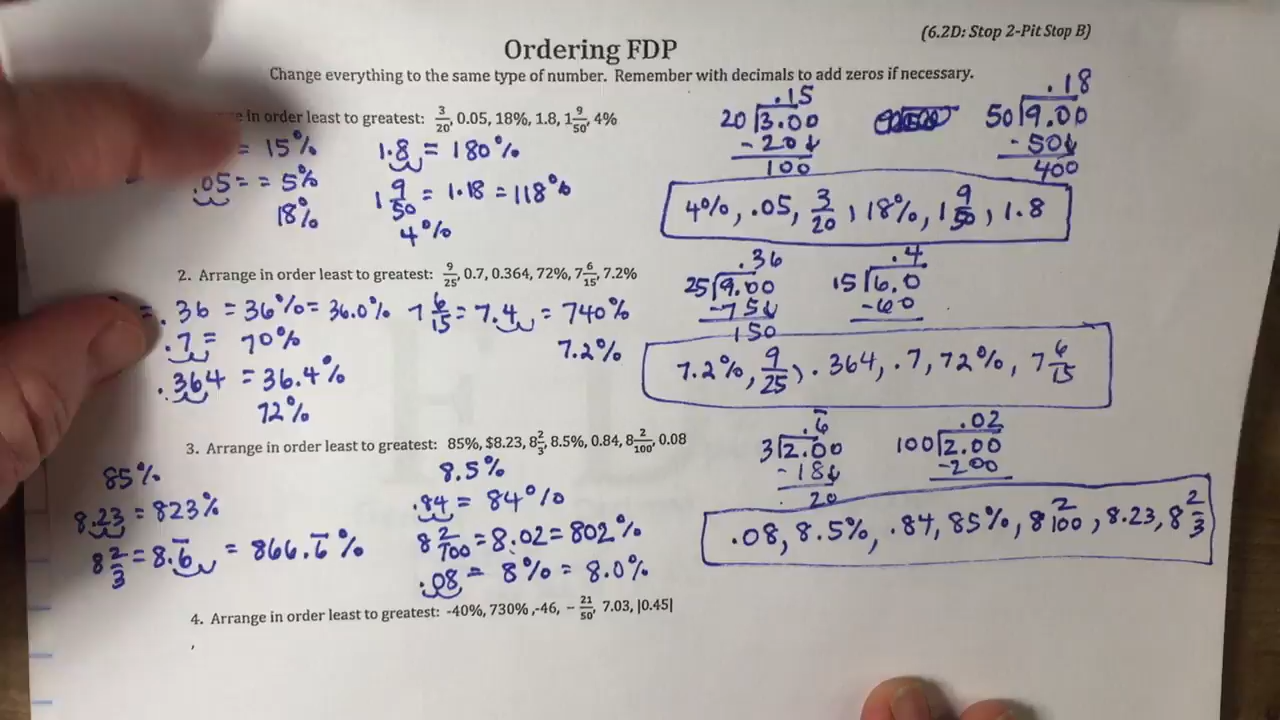 (6.2D: Stop 2-Pit Stop B)
Ordering FDP
Change everything to the same type of number. Remember with decimals to add zeros if necessary.
in order least to greatest: 3/20, 0.05, 18%, 1.8, 1 9/50, 4%
= 15%
.05 = = 5%
18%
1.8 = 180%
1 9/50 = 1.18 = 118%
4%
.15
20 3.00
- 20
100
.18
50 9.00
- 50
400
4%, .05, 3/20, 18%, 1 9/50, 1.8
2. Arrange in order least to greatest: 9/25, 0.7, 0.364, 72%, 7 6/15, 7.2%
= .36 = 36% = 36.0%
.7 = 70%
.364 = 36.4%
72%
7 6/15 = 7.4 = 740%
7.2%
.36
25 9.00
- 75
150
.4
15 6.0
- 60
7.2%, 9/25, .364, .7, 72%, 7 6/15
3. Arrange in order least to greatest: 85%, $8.23, 8 2/3, 8.5%, 0.84, 8 2/100, 0.08
85%
8.23 = 823%
8 2/3 = 8.6̅ = 866.6̅%
8.5%
.84 = 84%
8 2/100 = 8.02 = 802%
.08 = 8% = 8.0%
.6̅
3 2.00
- 18
20
.02
100 2.00
- 200
.08, 8.5%, .84, 85%, 8 2/100, 8.23, 8 2/3
4. Arrange in order least to greatest: -40%, 730% ,-46, - 21/50, 7.03, |0.45|
,